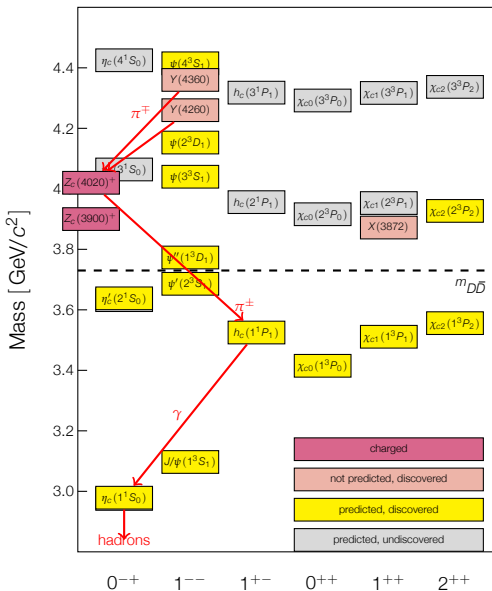 Mass [ GeV/c² ]
4.4
4.2
4
3.8
3.6
3.4
3.2
3.0
2.8
η_c(4¹S₀)
ψ(4³S₁)
Y(4360)
Y(4260)
h_c(3¹P₁)
χ_c0(3³P₀)
χ_c1(3³P₁)
χ_c2(3³P₂)
π∓
ψ(2³D₁)
(3¹S₀)
ψ(3³S₁)
Z_c(4020)⁺
Z_c(3900)⁺
h_c(2¹P₁)
χ_c0(2³P₀)
χ_c1(2³P₁)
X(3872)
χ_c2(2³P₂)
ψ″(1³D₁)
ψ′(2³S₁)
m_DD̄
η′_c(2¹S₀)
π±
h_c(1¹P₁)
χ_c0(1³P₀)
χ_c1(1³P₁)
χ_c2(1³P₂)
γ
J/ψ(1³S₁)
η_c(1¹S₀)
hadrons
charged
not predicted, discovered
predicted, discovered
predicted, undiscovered
0⁻⁺
1⁻⁻
1⁺⁻
0⁺⁺
1⁺⁺
2⁺⁺